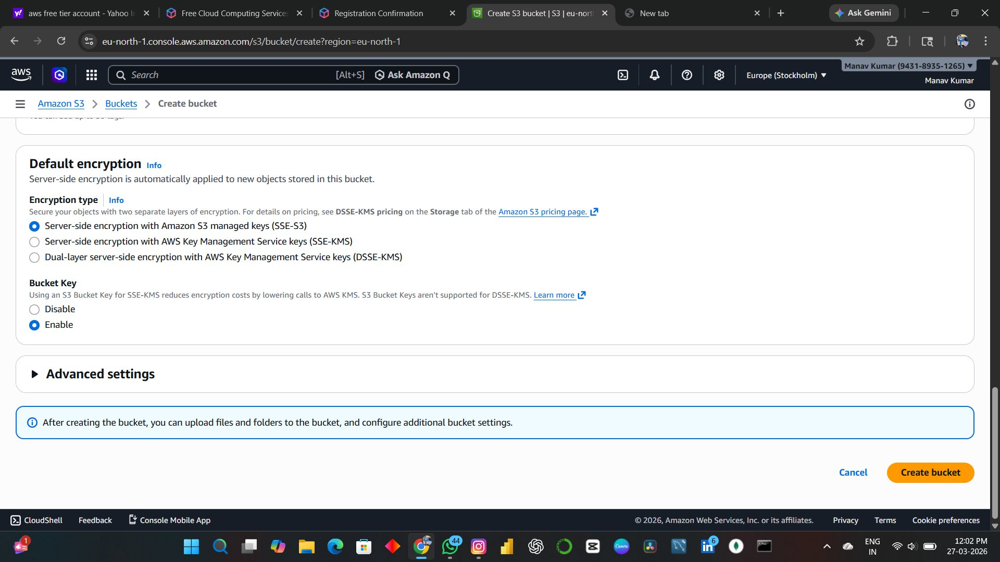 aws free tier account - Yahoo I
Free Cloud Computing Services
Registration Confirmation
Create S3 bucket | S3 | eu-nort
New tab
Ask Gemini
eu-north-1.console.aws.amazon.com/s3/bucket/create?region=eu-north-1
aws
Search
[Alt+S]
Ask Amazon Q
Europe (Stockholm)
Manav Kumar (9431-8935-1265)
Manav Kumar
Amazon S3
Buckets
Create bucket
You can add up to 50 tags.
Default encryption Info
Server-side encryption is automatically applied to new objects stored in this bucket.
Encryption type Info
Secure your objects with two separate layers of encryption. For details on pricing, see DSSE-KMS pricing on the Storage tab of the Amazon S3 pricing page.
Server-side encryption with Amazon S3 managed keys (SSE-S3)
Server-side encryption with AWS Key Management Service keys (SSE-KMS)
Dual-layer server-side encryption with AWS Key Management Service keys (DSSE-KMS)
Bucket Key
Using an S3 Bucket Key for SSE-KMS reduces encryption costs by lowering calls to AWS KMS. S3 Bucket Keys aren't supported for DSSE-KMS. Learn more
Disable
Enable
Advanced settings
After creating the bucket, you can upload files and folders to the bucket, and configure additional bucket settings.
Cancel
Create bucket
CloudShell
Feedback
Console Mobile App
© 2026, Amazon Web Services, Inc. or its affiliates.
Privacy
Terms
Cookie preferences
1
44
Canva
6
ENG
IN
12:02 PM
27-03-2026